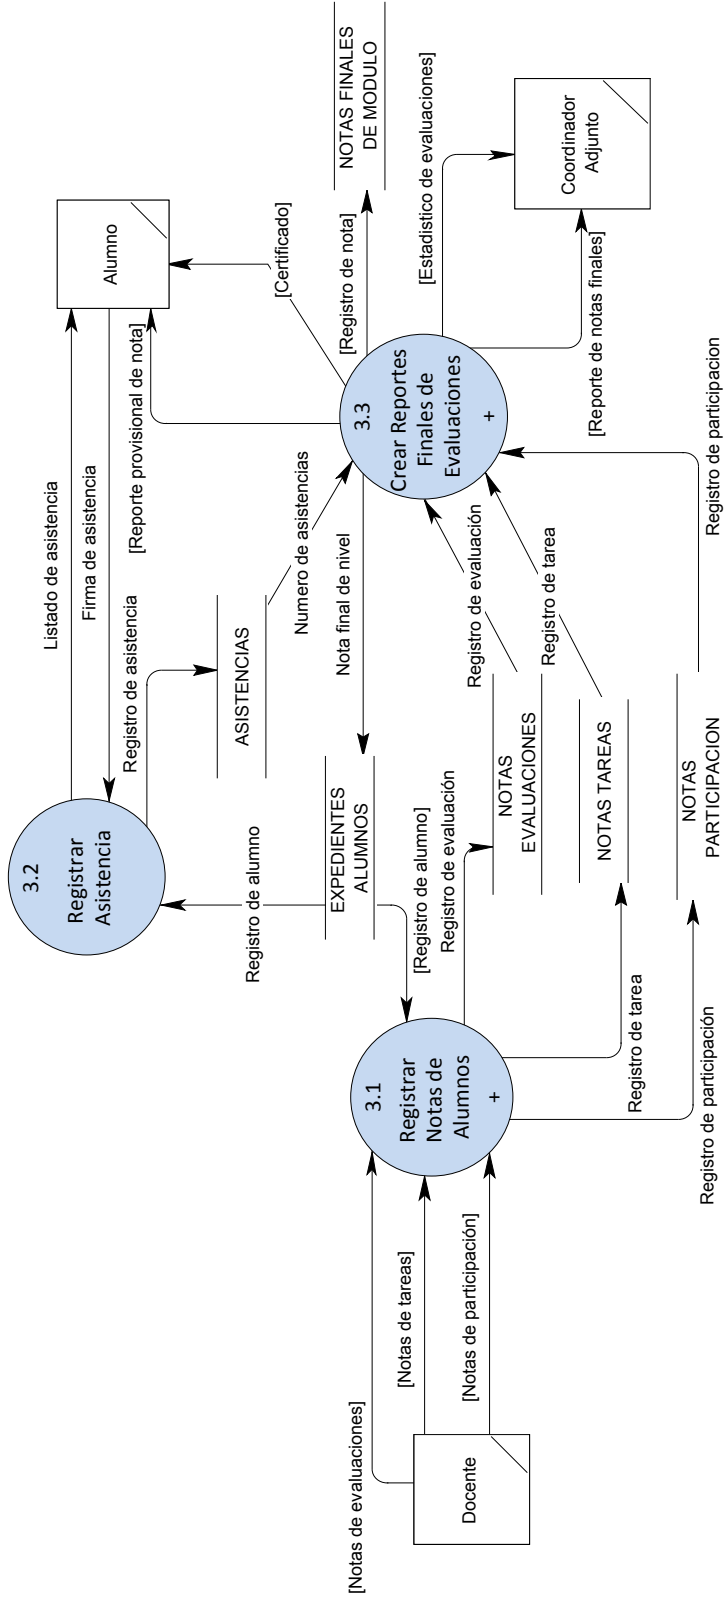 3.2
Registrar
Asistencia
Listado de asistencia
Firma de asistencia
[Reporte provisional de nota]
Registro de asistencia
Alumno
[Certificado]
ASISTENCIAS
Numero de asistencias
Nota final de nivel
Registro de alumno
EXPEDIENTES
ALUMNOS
[Registro de alumno]
Registro de evaluación
3.3
Crear Reportes
Finales de
Evaluaciones
+
[Registro de nota]
NOTAS FINALES
DE MODULO
[Estadistico de evaluaciones]
Coordinador
Adjunto
[Reporte de notas finales]
Docente
[Notas de evaluaciones]
[Notas de tareas]
[Notas de participación]
3.1
Registrar
Notas de
Alumnos
+
NOTAS
EVALUACIONES
Registro de evaluación
NOTAS TAREAS
Registro de tarea
Registro de tarea
NOTAS
PARTICIPACION
Registro de participación
Registro de participacion